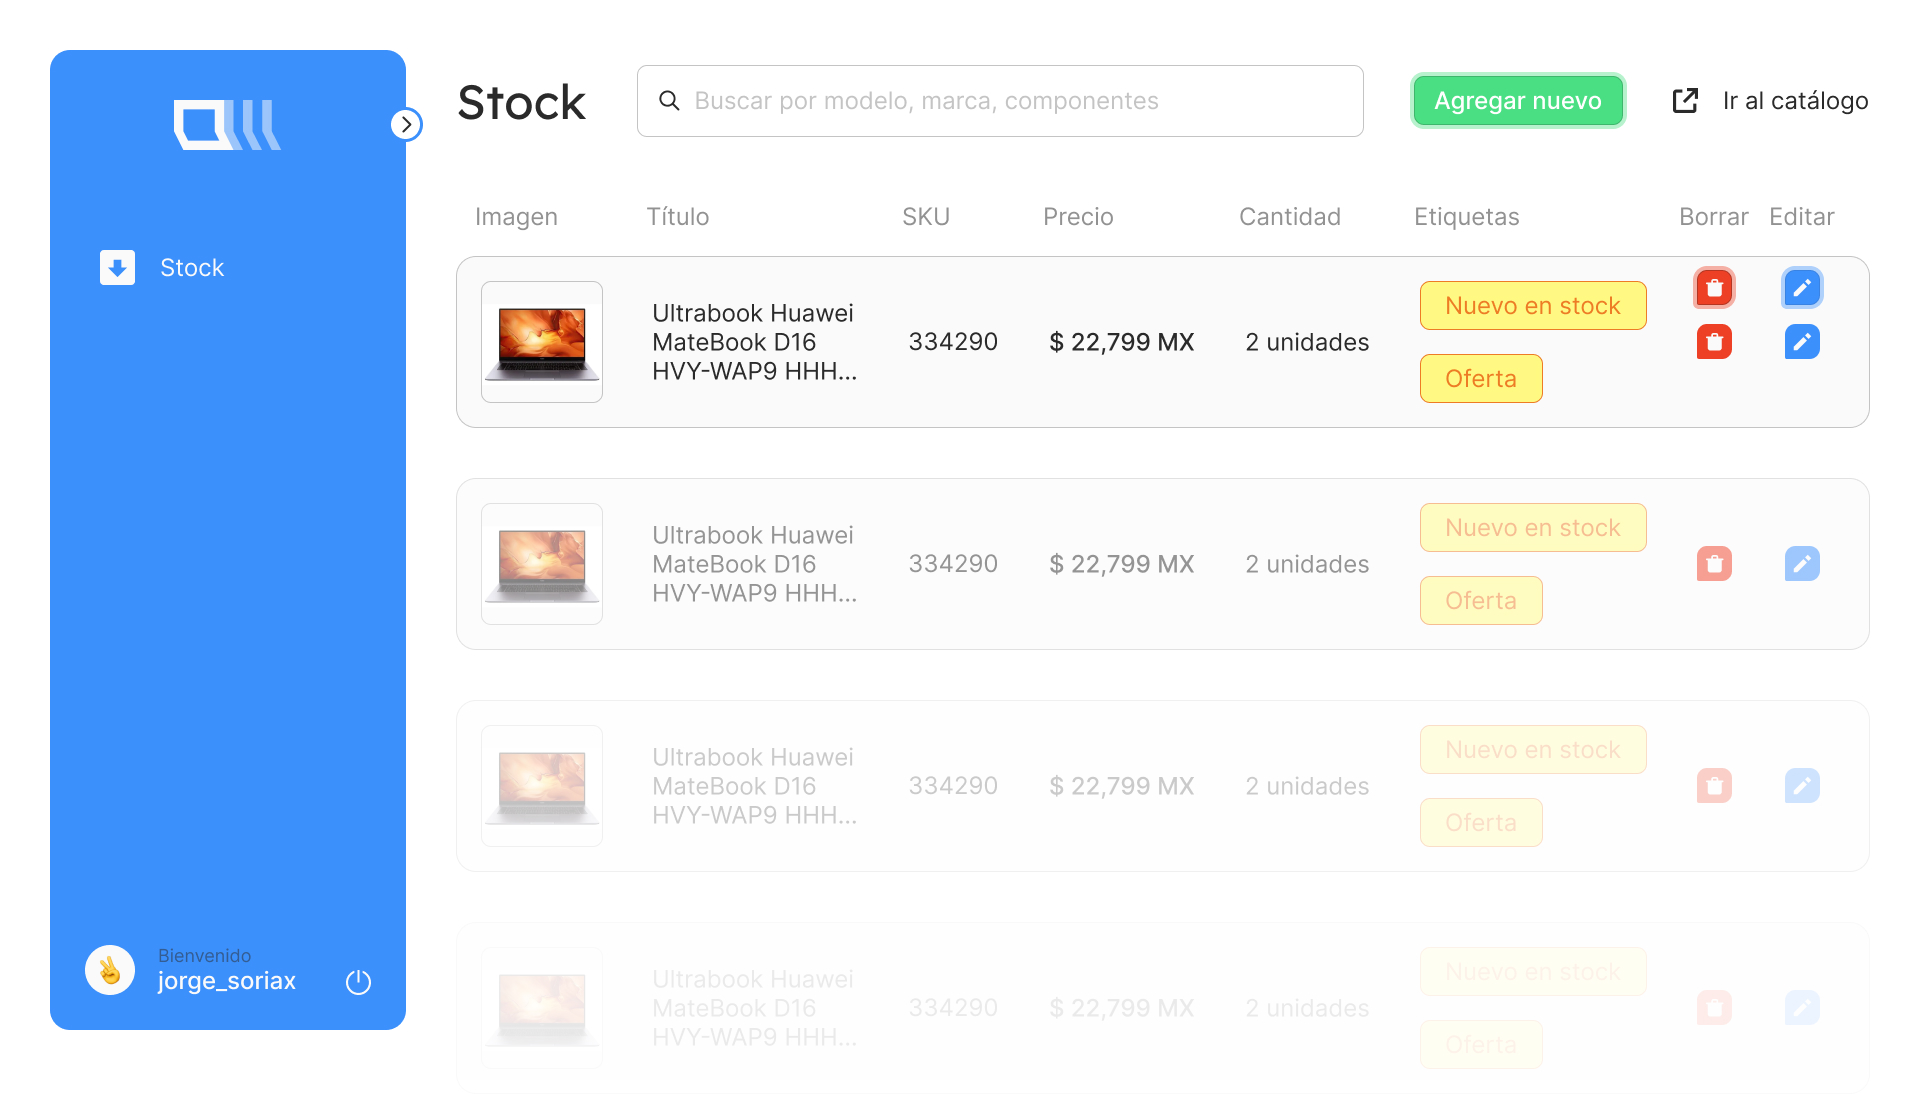 Stock
Buscar por modelo, marca, componentes
Agregar nuevo
Ir al catálogo
Stock
Imagen
Título
SKU
Precio
Cantidad
Etiquetas
Borrar
Editar
Ultrabook Huawei
MateBook D16
HVY-WAP9 HHH...
334290
$ 22,799 MX
2 unidades
Nuevo en stock
Oferta
Ultrabook Huawei
MateBook D16
HVY-WAP9 HHH...
334290
$ 22,799 MX
2 unidades
Nuevo en stock
Oferta
Ultrabook Huawei
MateBook D16
HVY-WAP9 HHH...
334290
$ 22,799 MX
2 unidades
Nuevo en stock
Oferta
Ultrabook Huawei
MateBook D16
HVY-WAP9 HHH...
334290
$ 22,799 MX
2 unidades
Nuevo en stock
Oferta
Bienvenido
jorge_soriax